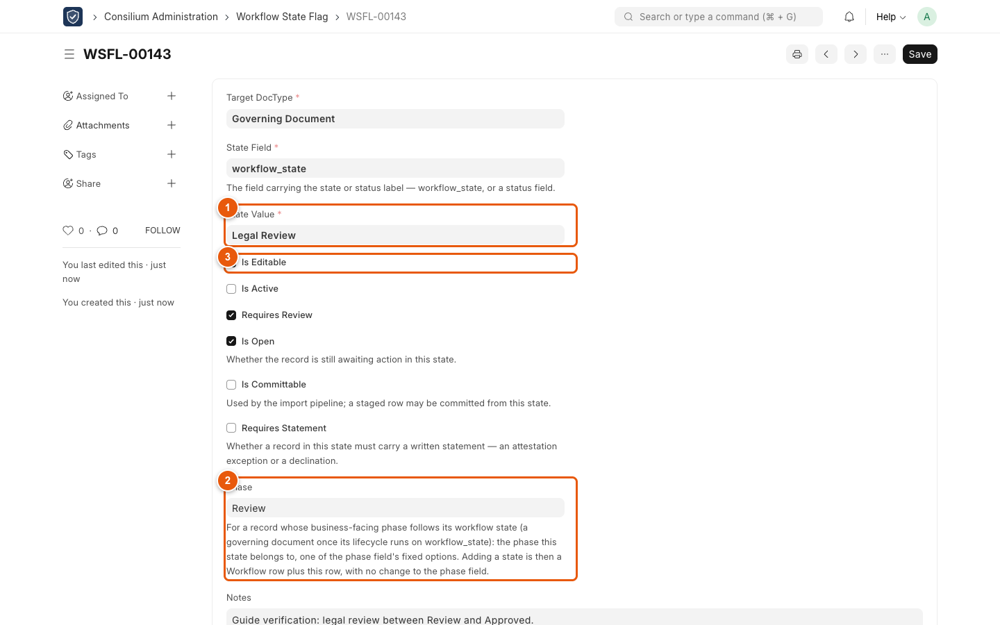 Consilium Administration
Workflow State Flag
WSFL-00143
Search or type a command (⌘ + G)
Help
A
WSFL-00143
···
Save
Assigned To
Attachments
Tags
Share
0 · 0
FOLLOW
You last edited this · just
now
You created this · just now
Target DocType *
Governing Document
State Field *
workflow_state
The field carrying the state or status label — workflow_state, or a status field.
1
ate Value *
Legal Review
3
Is Editable
Is Active
Requires Review
Is Open
Whether the record is still awaiting action in this state.
Is Committable
Used by the import pipeline; a staged row may be committed from this state.
Requires Statement
Whether a record in this state must carry a written statement — an attestation
exception or a declination.
2
ase
Review
For a record whose business-facing phase follows its workflow state (a
governing document once its lifecycle runs on workflow_state): the phase this
state belongs to, one of the phase field's fixed options. Adding a state is then a
Workflow row plus this row, with no change to the phase field.
Notes
Guide verification: legal review between Review and Approved.